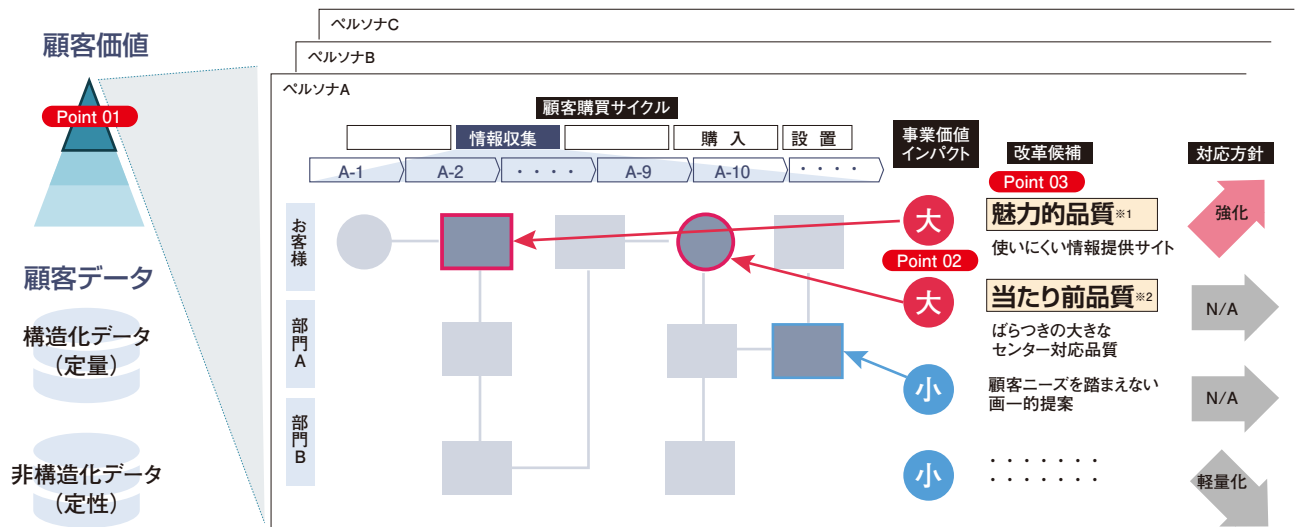 ペルソナC
ペルソナB
ペルソナA
顧客価値
Point 01
顧客データ
構造化データ
(定量)
非構造化データ
(定性)
顧客購買サイクル
情報収集
購 入
設 置
A-1
A-2
・・・・
A-9
A-10
・・・・
お客様
部門A
部門B
事業価値
インパクト
改革候補
対応方針
Point 03
大
魅力的品質※1
使いにくい情報提供サイト
強化
Point 02
大
当たり前品質※2
ばらつきの大きな
センター対応品質
N/A
小
顧客ニーズを踏まえない
画一的提案
N/A
小
・・・・・・・
・・・・・・・
軽量化